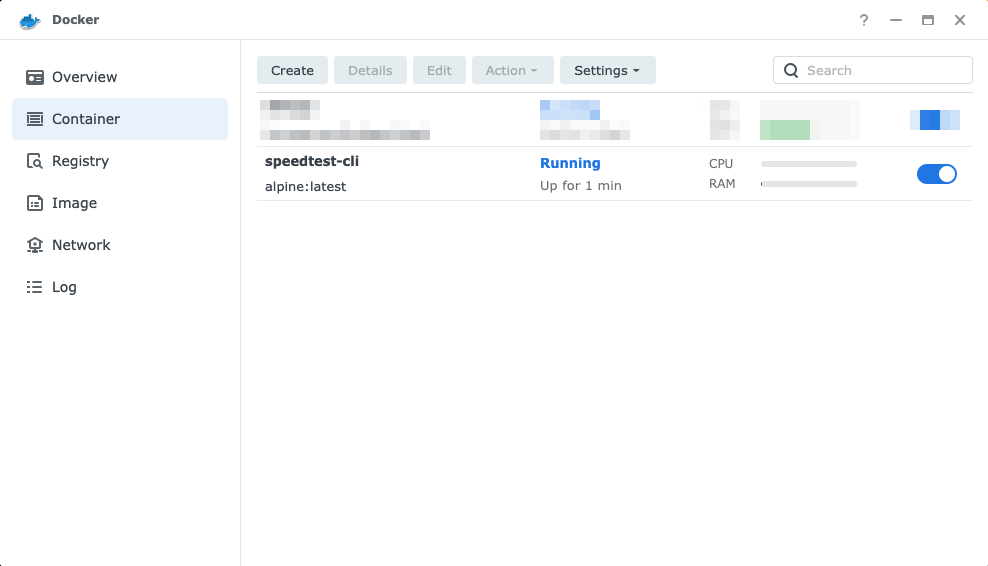 Docker
?
Overview
Container
Registry
Image
Network
Log
Create Details Edit Action Settings Search
speedtest-cli
alpine:latest
Running
Up for 1 min
CPU
RAM